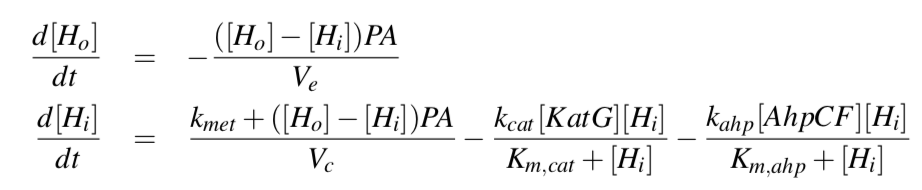 d[H_o]/dt = -([H_o] − [H_i])PA / V_e
d[H_i]/dt = (k_met + ([H_o] − [H_i])PA) / V_c − k_cat[KatG][H_i] / (K_m,cat + [H_i]) − k_ahp[AhpCF][H_i] / (K_m,ahp + [H_i])